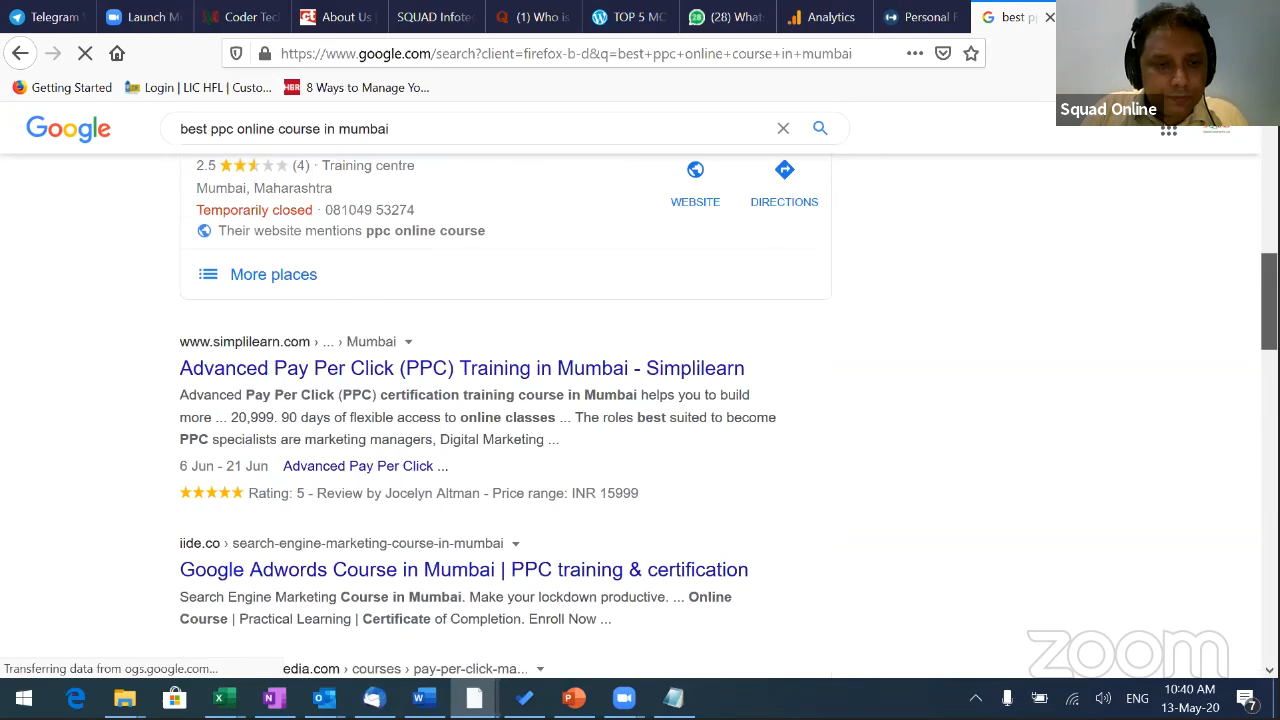 Telegram
Launch M
Coder Tec
About Us
SQUAD Infotec
(1) Who is
TOP 5 MC
(28) What
Analytics
Personal F
best p
https://www.google.com/search?client=firefox-b-d&q=best+ppc+online+course+in+mumbai
Getting Started
Login | LIC HFL | Custo...
HBR
8 Ways to Manage Yo...
Squad Online
Google
best ppc online course in mumbai
2.5 (4) · Training centre
Mumbai, Maharashtra
Temporarily closed · 081049 53274
Their website mentions ppc online course
WEBSITE
DIRECTIONS
More places
www.simplilearn.com › ... › Mumbai
Advanced Pay Per Click (PPC) Training in Mumbai - Simplilearn
Advanced Pay Per Click (PPC) certification training course in Mumbai helps you to build
more ... 20,999. 90 days of flexible access to online classes ... The roles best suited to become
PPC specialists are marketing managers, Digital Marketing ...
6 Jun - 21 Jun Advanced Pay Per Click ...
Rating: 5 - Review by Jocelyn Altman - Price range: INR 15999
iide.co › search-engine-marketing-course-in-mumbai
Google Adwords Course in Mumbai | PPC training & certification
Search Engine Marketing Course in Mumbai. Make your lockdown productive. ... Online
Course | Practical Learning | Certificate of Completion. Enroll Now ...
Transferring data from ogs.google.com...
edia.com › courses › pay-per-click-ma...
zoom
ENG
10:40 AM
13-May-20
7